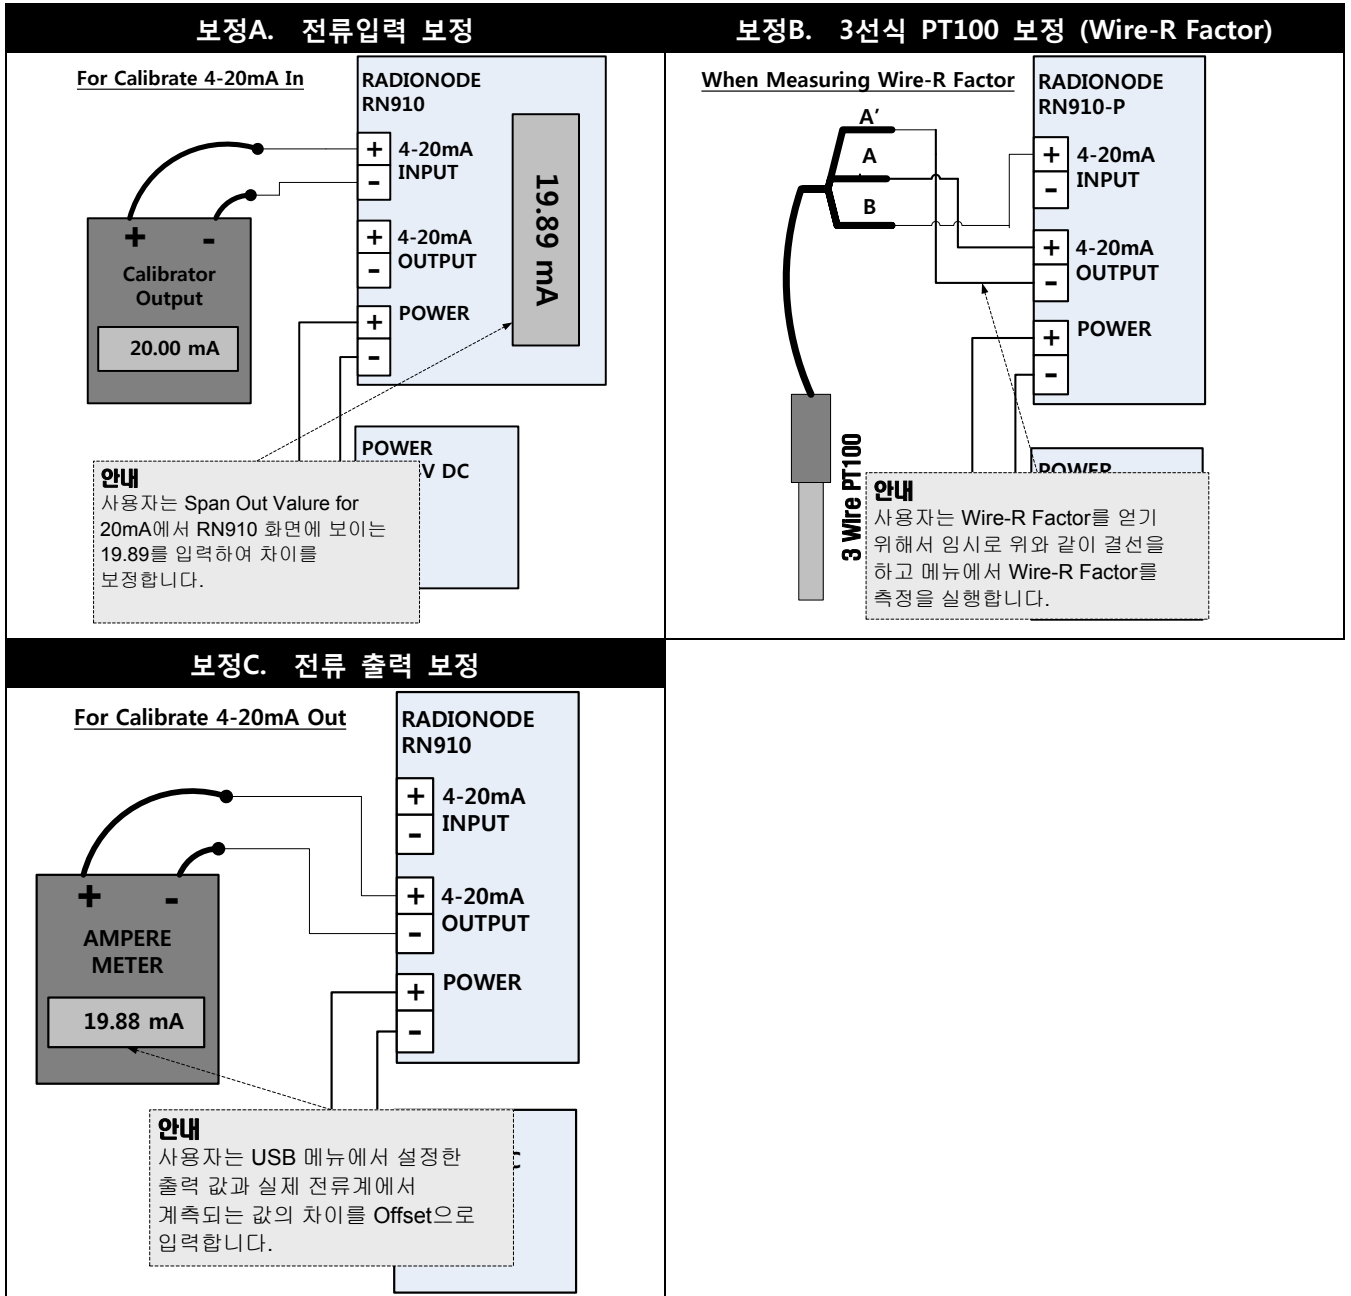 보정A. 전류입력 보정
For Calibrate 4-20mA In
RADIONODE
RN910
+
-
4-20mA
INPUT
+
-
4-20mA
OUTPUT
+
-
POWER
19.89 mA
+ -
Calibrator
Output
20.00 mA
POWER
V DC
안내
사용자는 Span Out Valure for
20mA에서 RN910 화면에 보이는
19.89를 입력하여 차이를
보정합니다.
보정B. 3선식 PT100 보정 (Wire-R Factor)
When Measuring Wire-R Factor
RADIONODE
RN910-P
A’
A
B
+
-
4-20mA
INPUT
+
-
4-20mA
OUTPUT
+
-
POWER
3 Wire PT100
POWER
안내
사용자는 Wire-R Factor를 얻기
위해서 임시로 위와 같이 결선을
하고 메뉴에서 Wire-R Factor를
측정을 실행합니다.
보정C. 전류 출력 보정
For Calibrate 4-20mA Out
RADIONODE
RN910
+
-
4-20mA
INPUT
+
-
4-20mA
OUTPUT
+
-
POWER
+ -
AMPERE
METER
19.88 mA
안내
사용자는 USB 메뉴에서 설정한
출력 값과 실제 전류계에서
계측되는 값의 차이를 Offset으로
입력합니다.